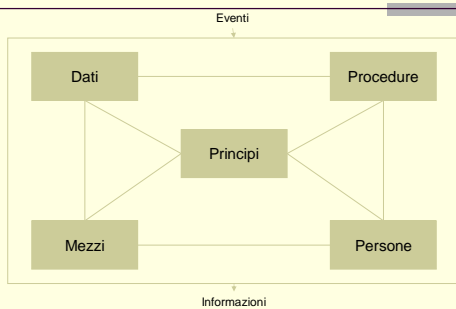 Eventi
Dati
Procedure
Principi
Mezzi
Persone
Informazioni